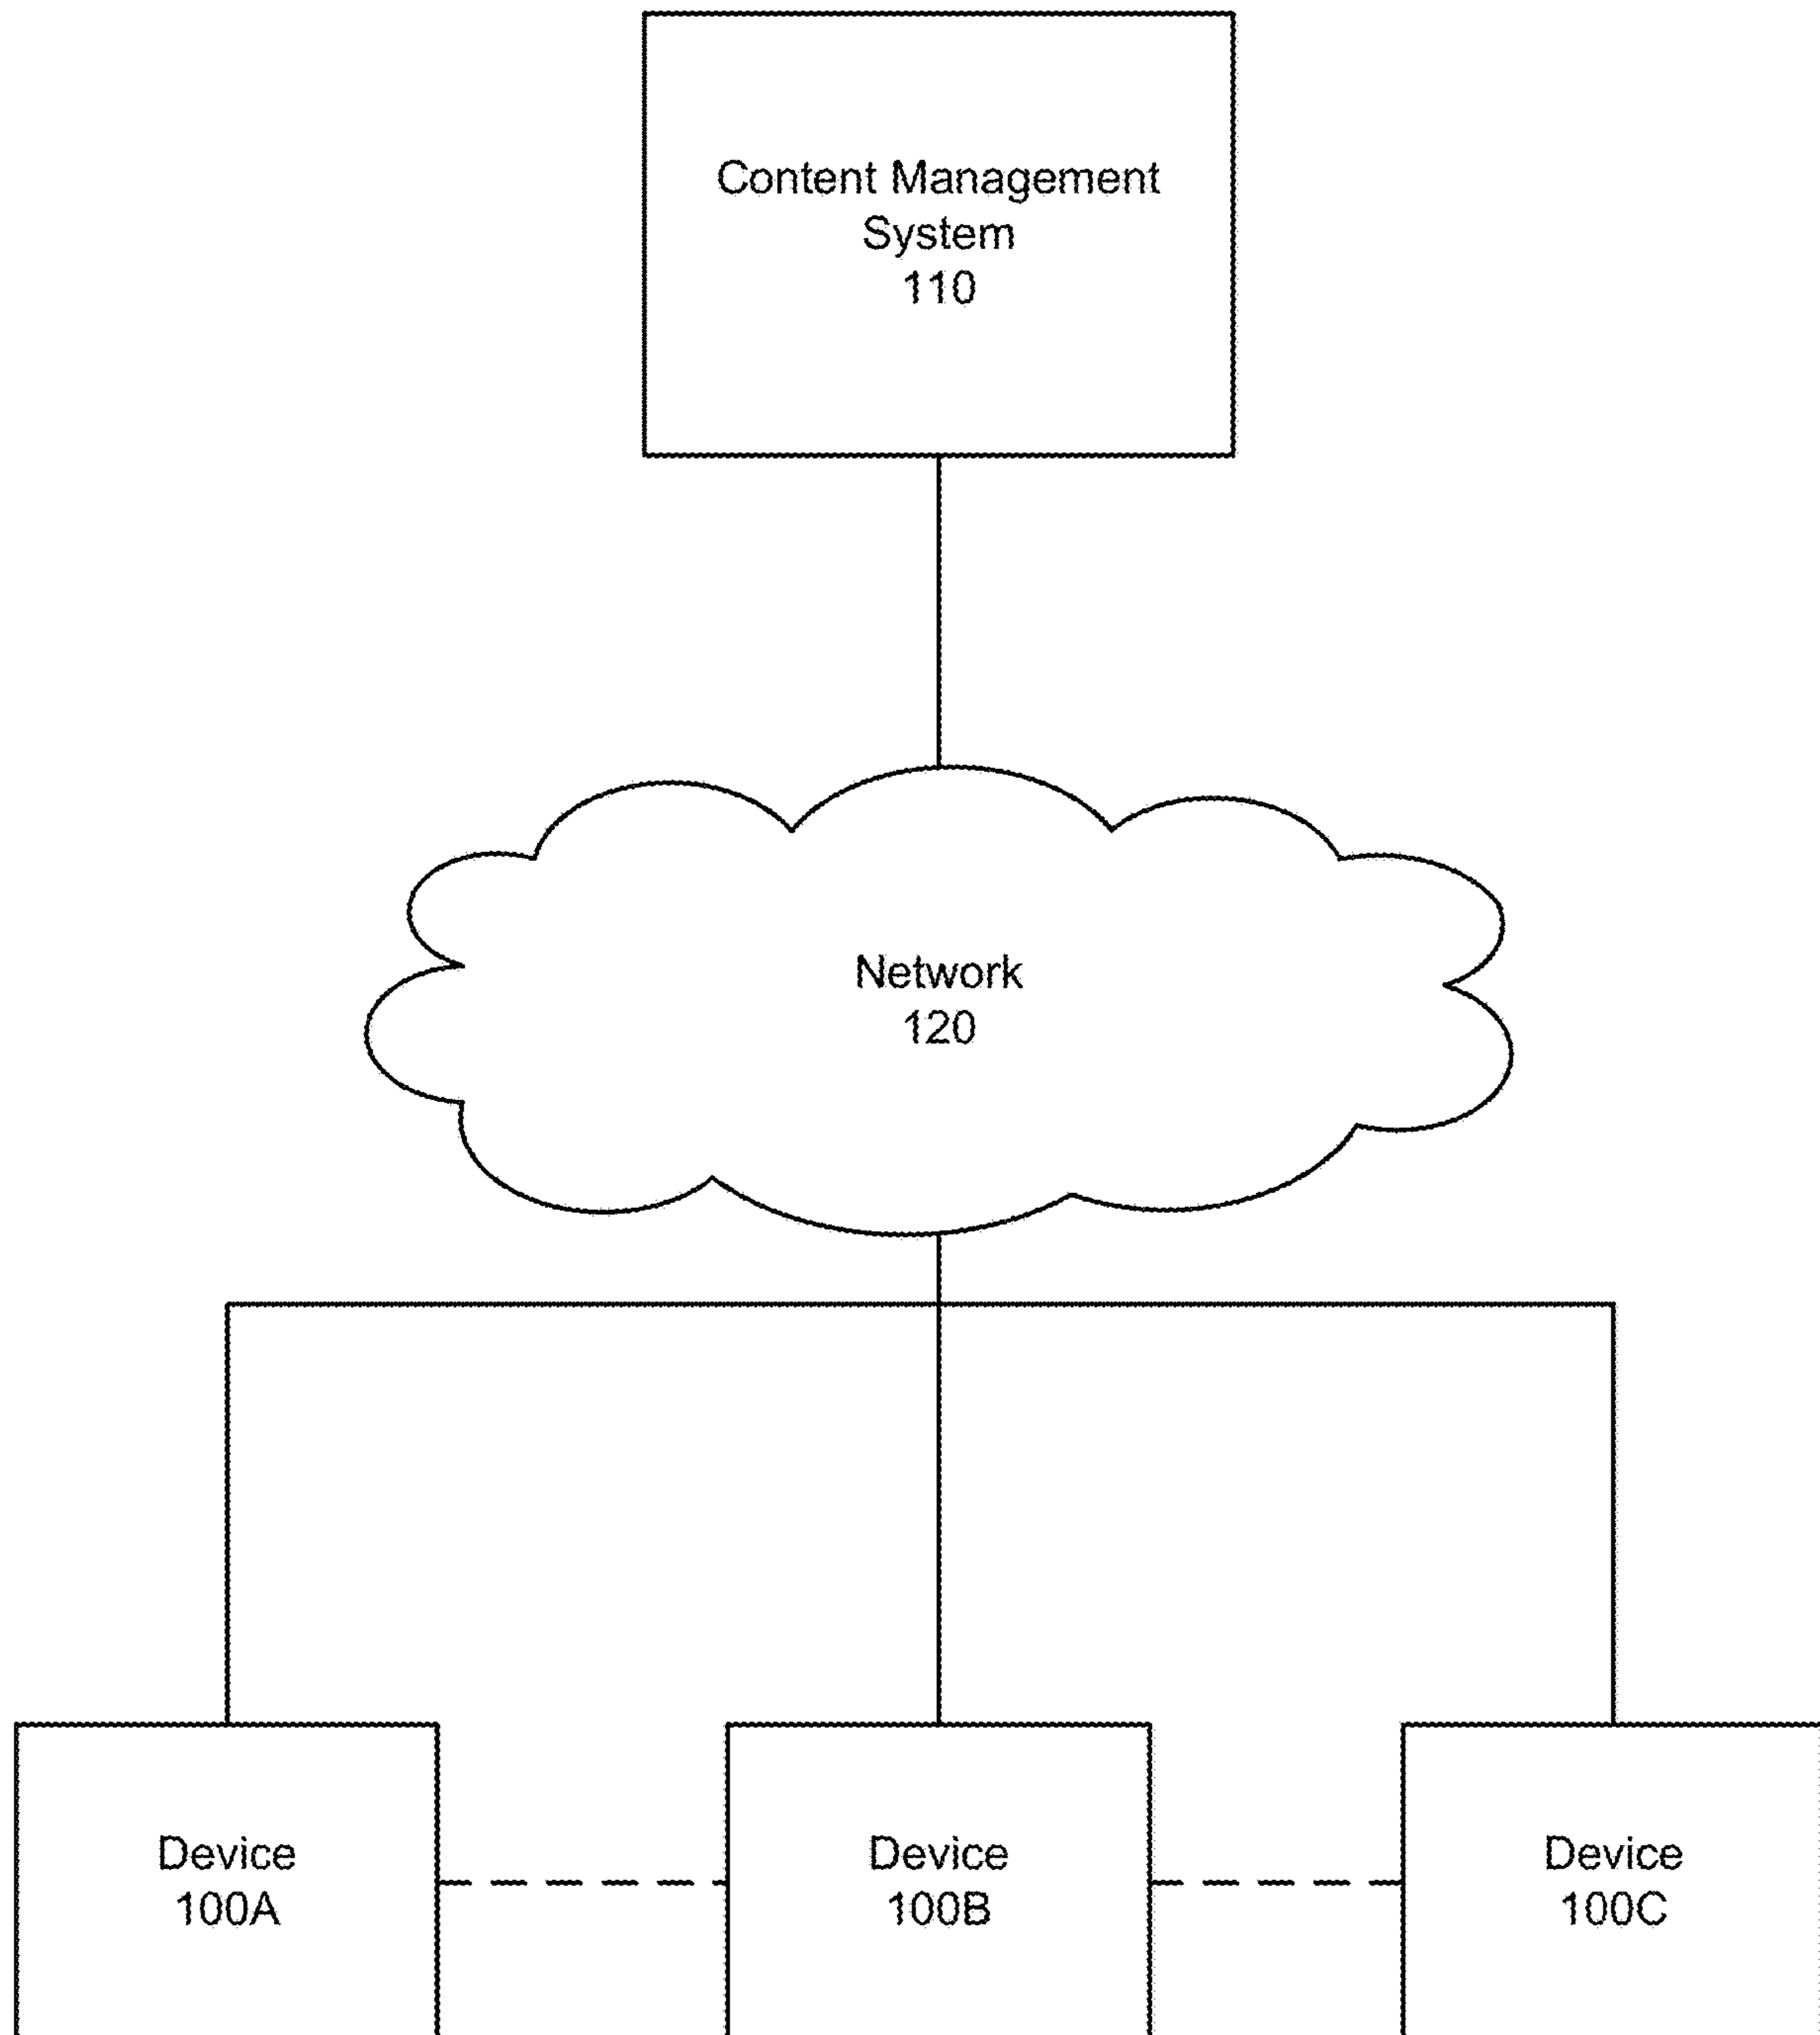 Content Management
System
110
Network
120
Device
100A
Device
100B
Device
100C